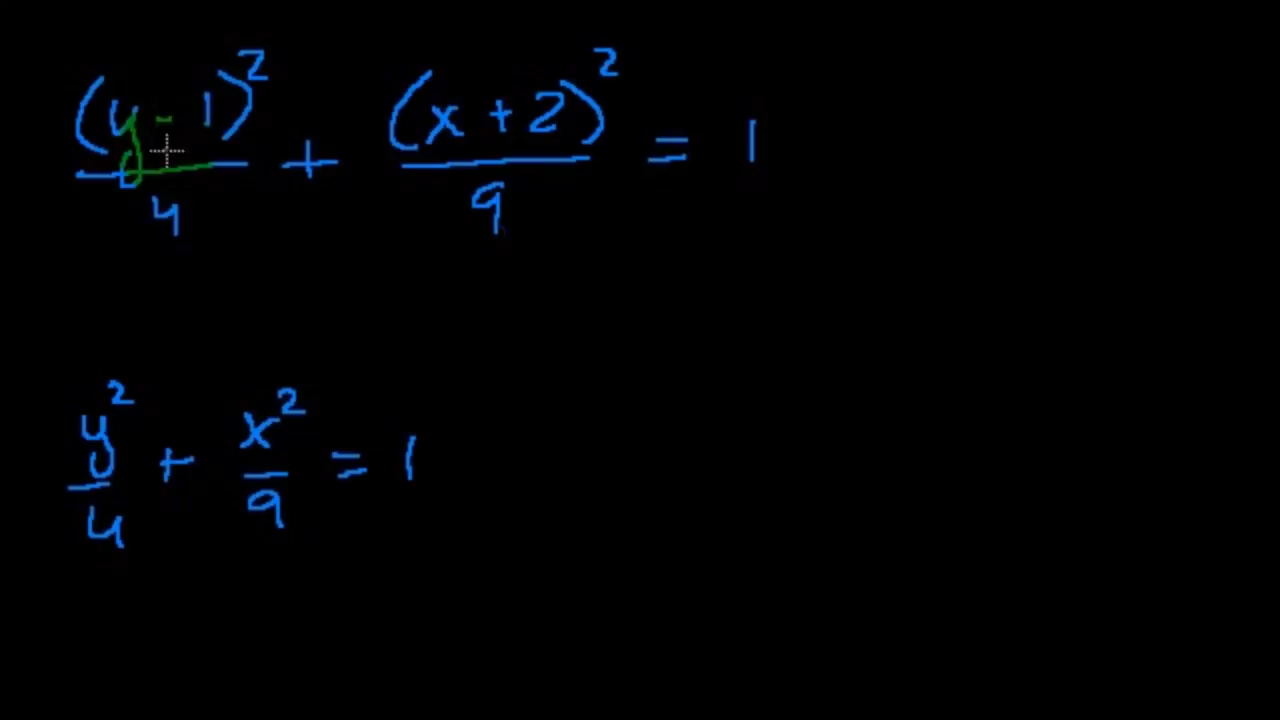 (y - 1)²/4 + (x + 2)²/9 = 1
y²/4 + x²/9 = 1